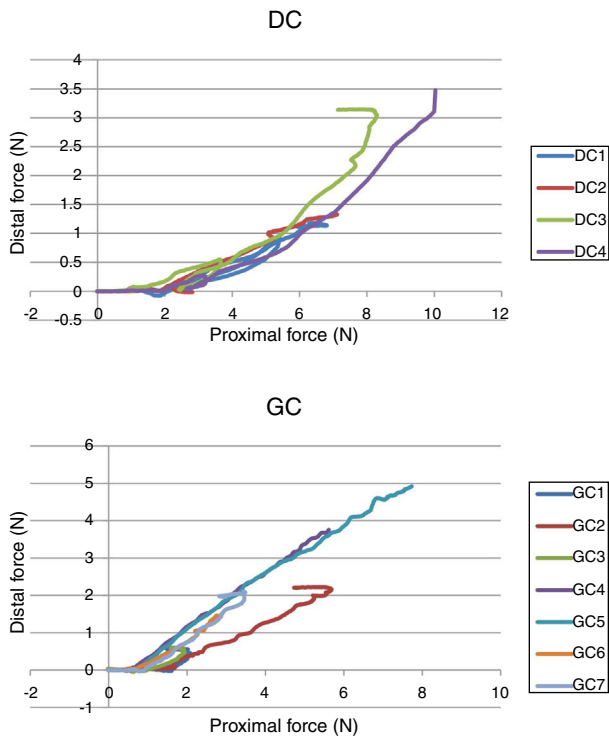 DC
4
3.5
3
2.5
2
1.5
1
0.5
0
-0.5
-2 0 2 4 6 8 10 12
Distal force (N)
Proximal force (N)
DC1
DC2
DC3
DC4
GC
6
5
4
3
2
1
0
-1
-2 0 2 4 6 8 10
Distal force (N)
Proximal force (N)
GC1
GC2
GC3
GC4
GC5
GC6
GC7